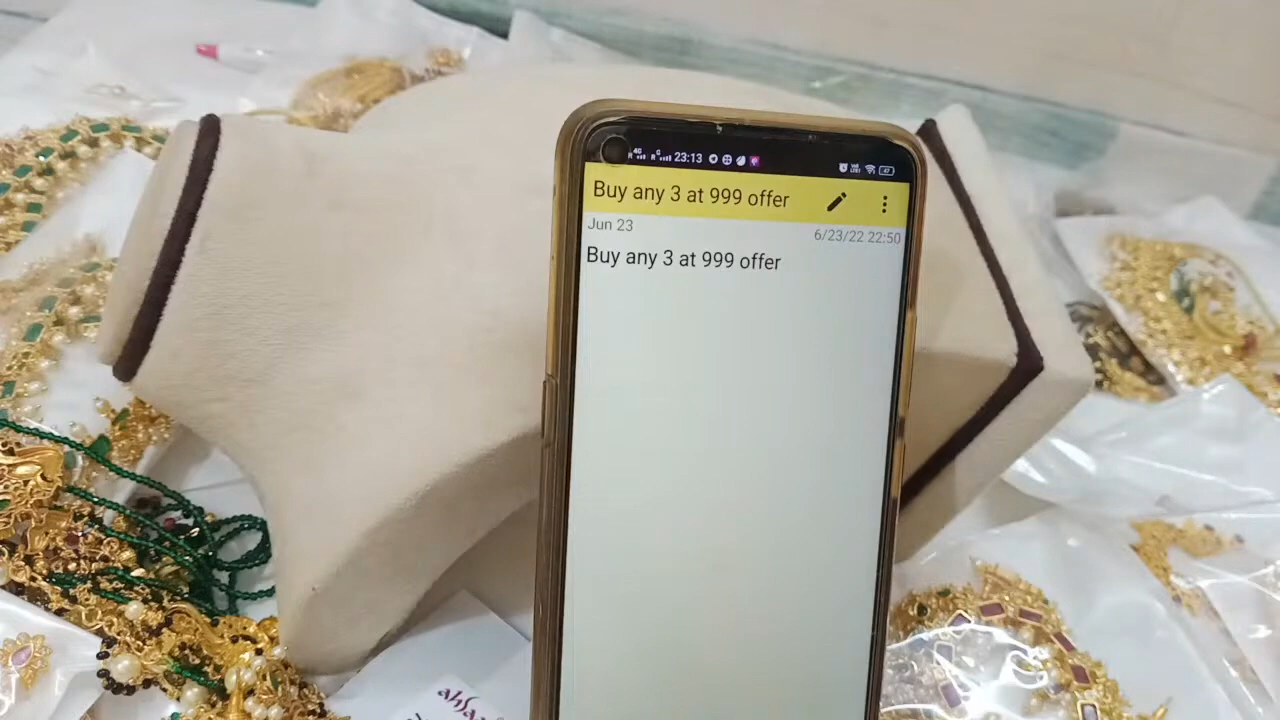 23:13
Buy any 3 at 999 offer
Jun 23
6/23/22 22:50
Buy any 3 at 999 offer